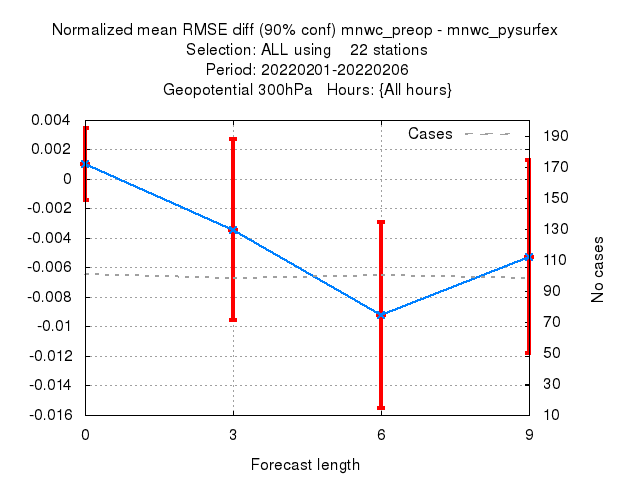 Normalized mean RMSE diff (90% conf) mnwc_preop - mnwc_pysurfex
Selection: ALL using 22 stations
Period: 20220201-20220206
Geopotential 300hPa Hours: {All hours}
Cases
0.004
0.002
0
-0.002
-0.004
-0.006
-0.008
-0.01
-0.012
-0.014
-0.016
190
170
150
130
110
90
70
50
30
10
No cases
0 3 6 9
Forecast length